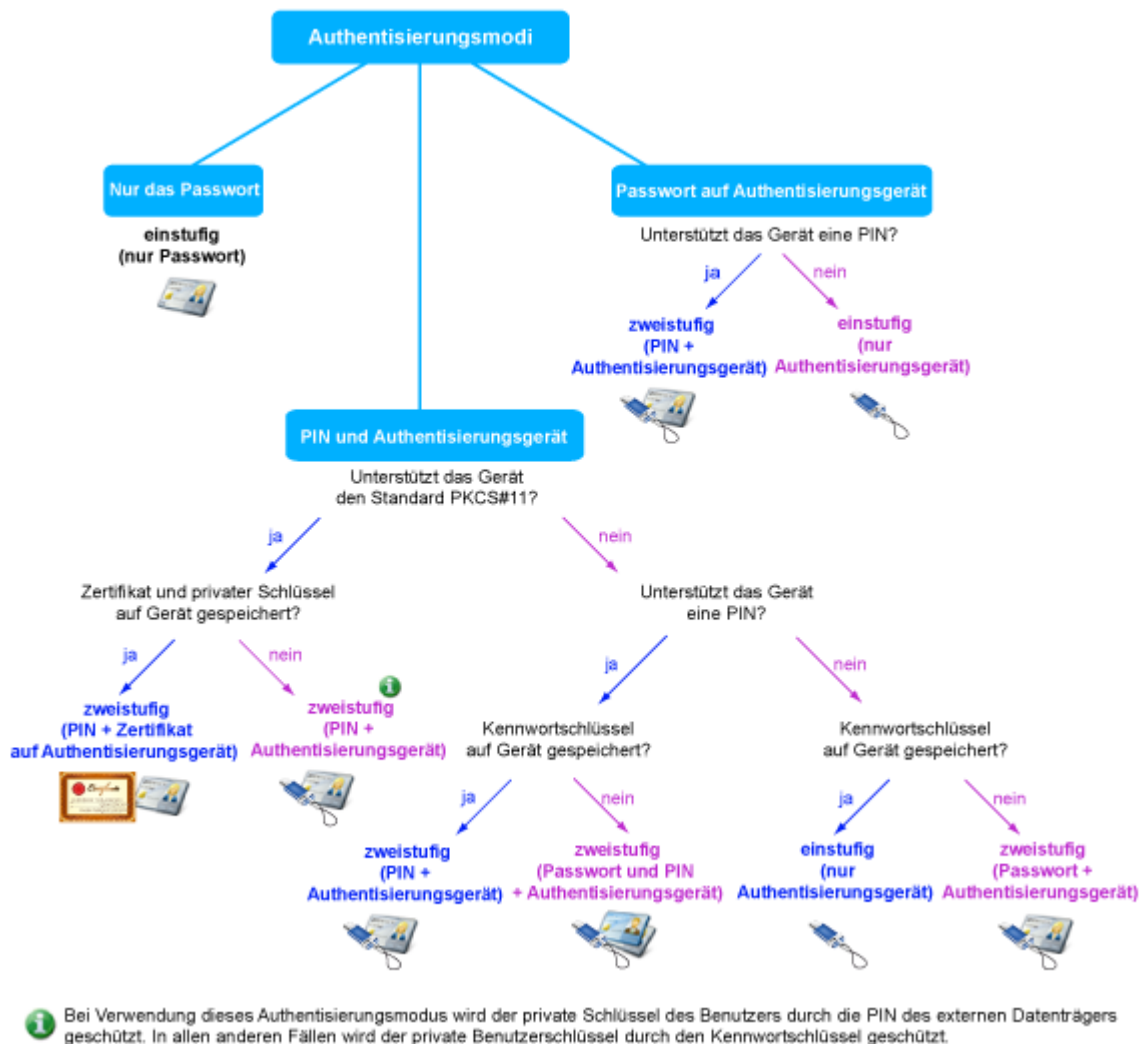 Authentisierungsmodi
Nur das Passwort
einstufig
(nur Passwort)
Passwort auf Authentisierungsgerät
Unterstützt das Gerät eine PIN?
ja
nein
zweistufig
(PIN +
Authentisierungsgerät)
einstufig
(nur
Authentisierungsgerät)
PIN und Authentisierungsgerät
Unterstützt das Gerät
den Standard PKCS#11?
ja
nein
Zertifikat und privater Schlüssel
auf Gerät gespeichert?
ja
nein
zweistufig
(PIN + Zertifikat
auf Authentisierungsgerät)
zweistufig
(PIN +
Authentisierungsgerät)
Unterstützt das Gerät
eine PIN?
ja
nein
Kennwortschlüssel
auf Gerät gespeichert?
ja
nein
zweistufig
(PIN +
Authentisierungsgerät)
zweistufig
(Passwort und PIN
+ Authentisierungsgerät)
Kennwortschlüssel
auf Gerät gespeichert?
ja
nein
einstufig
(nur
Authentisierungsgerät)
zweistufig
(Passwort +
Authentisierungsgerät)
Bei Verwendung dieses Authentisierungsmodus wird der private Schlüssel des Benutzers durch die PIN des externen Datenträgers
geschützt. In allen anderen Fällen wird der private Benutzerschlüssel durch den Kennwortschlüssel geschützt.